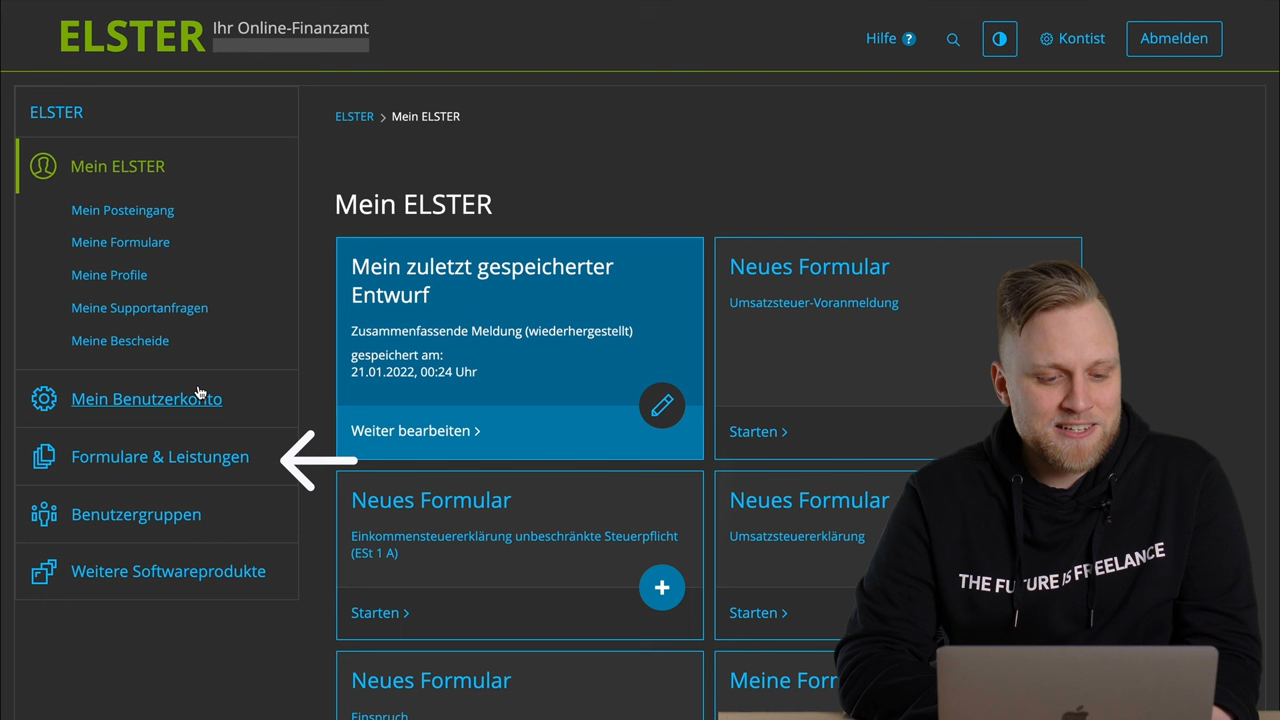 ELSTER
Ihr Online-Finanzamt
Hilfe ?
Kontist
Abmelden
ELSTER
Mein ELSTER
Mein Posteingang
Meine Formulare
Meine Profile
Meine Supportanfragen
Meine Bescheide
Mein Benutzerkonto
Formulare & Leistungen
Benutzergruppen
Weitere Softwareprodukte
ELSTER > Mein ELSTER
Mein ELSTER
Mein zuletzt gespeicherter
Entwurf
Zusammenfassende Meldung (wiederhergestellt)
gespeichert am:
21.01.2022, 00:24 Uhr
Weiter bearbeiten >
Neues Formular
Umsatzsteuer-Voranmeldung
Starten >
Neues Formular
Einkommensteuererklärung unbeschränkte Steuerpflicht
(ESt 1 A)
Starten >
Neues Formular
Umsatzsteuererklärung
Starten >
Neues Formular
Einspruch
Meine
THE FUTURE IS FREELANCE